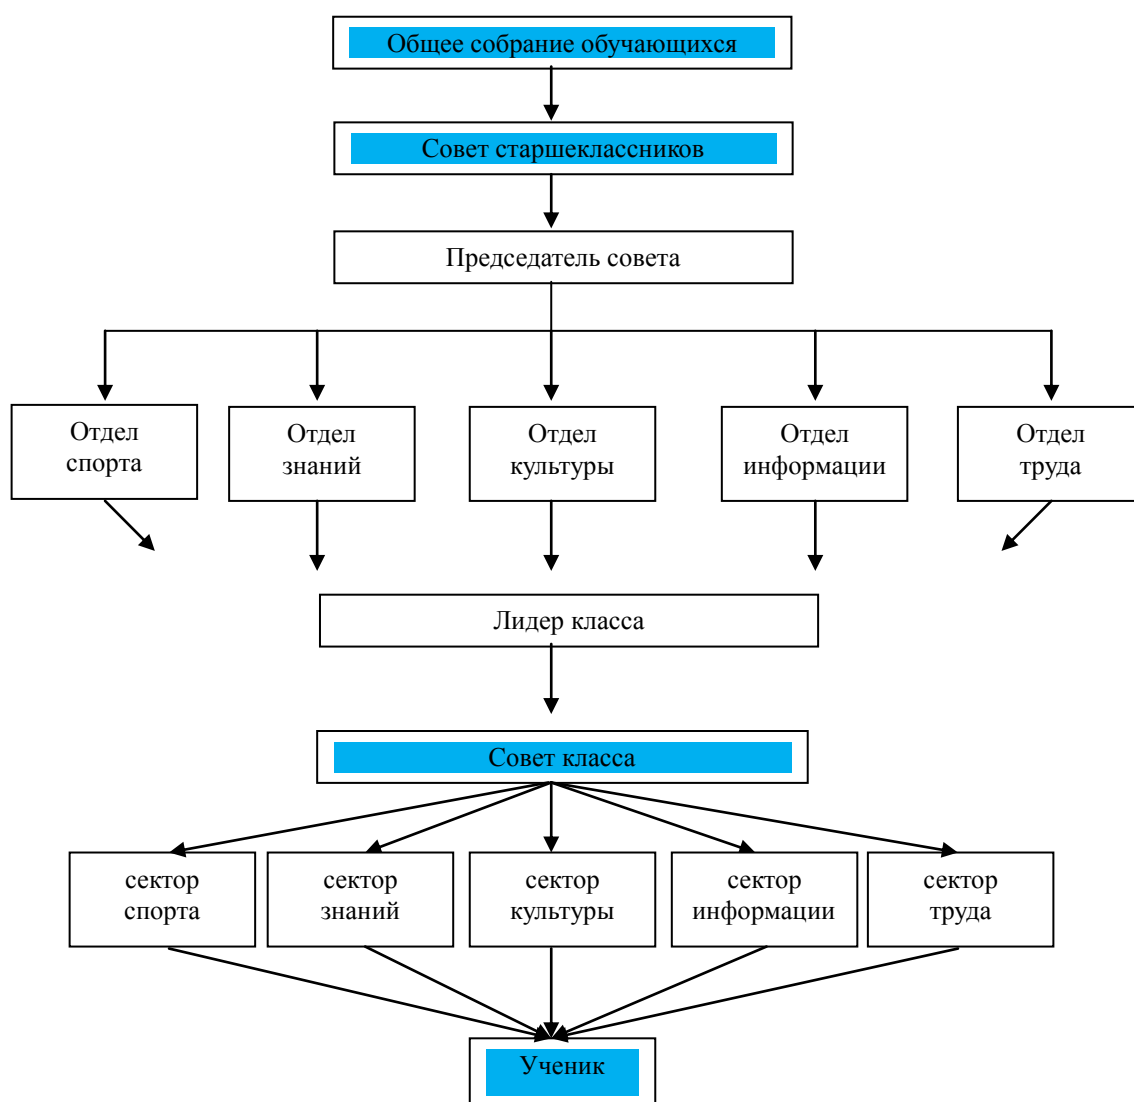 Общее собрание обучающихся
Совет старшеклассников
Председатель совета
Отдел
спорта
Отдел
знаний
Отдел
культуры
Отдел
информации
Отдел
труда
Лидер класса
Совет класса
сектор
спорта
сектор
знаний
сектор
культуры
сектор
информации
сектор
труда
Ученик